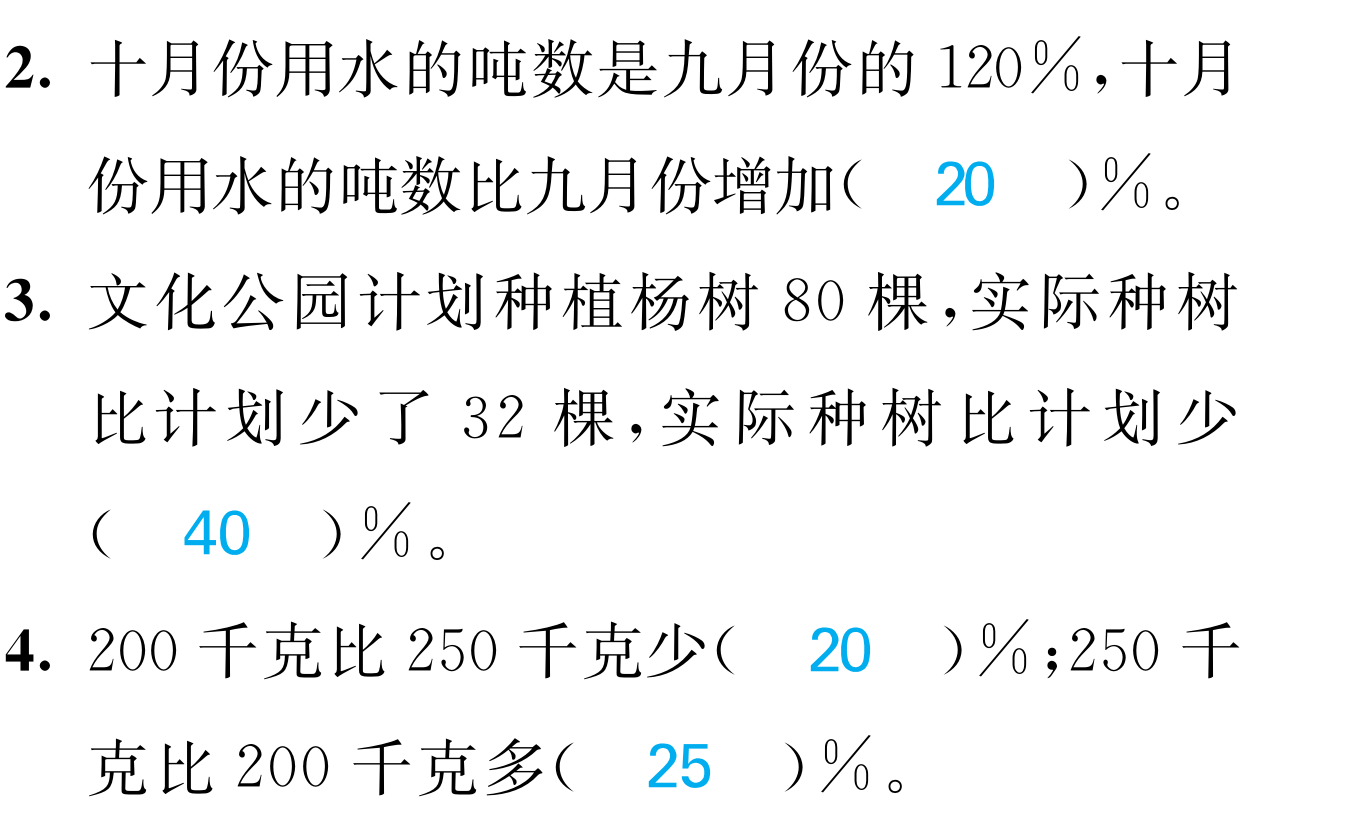 2. 十月份用水的吨数是九月份的 120%,十月
份用水的吨数比九月份增加( 20 )%。
3. 文化公园计划种植杨树 80 棵,实际种树
比计划少了 32 棵,实际种树比计划少
( 40 )%。
4. 200 千克比 250 千克少( 20 )%;250 千
克比 200 千克多( 25 )%。